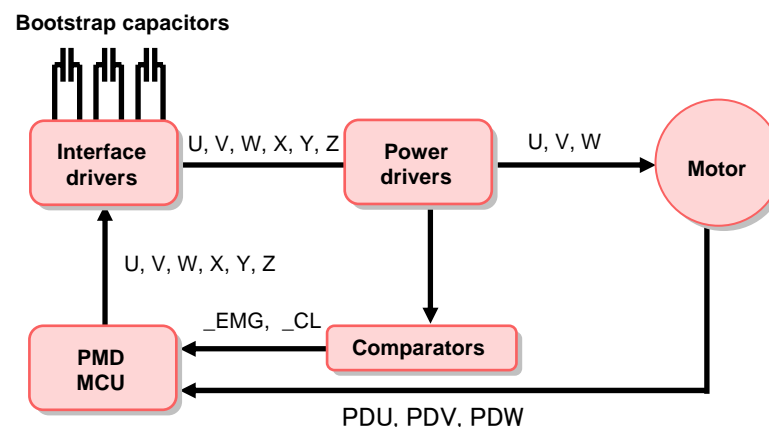 Bootstrap capacitors
Interface
drivers
U, V, W, X, Y, Z
Power
drivers
U, V, W
Motor
U, V, W, X, Y, Z
_EMG, _CL
Comparators
PMD
MCU
PDU, PDV, PDW